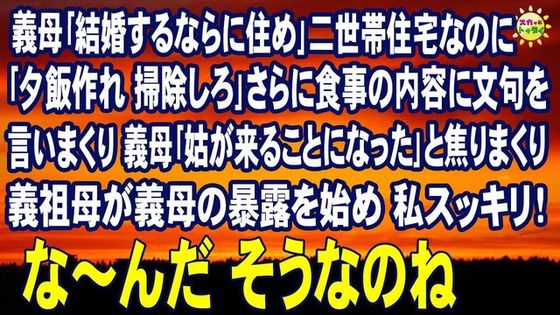 義母「結婚するならに住め」二世帯住宅なのに
「夕飯作れ 掃除しろ」さらに食事の内容に文句を
言いまくり 義母「姑が来ることになった」と焦りまくり
義祖母が義母の暴露を始め 私スッキリ!
な~んだ そうなのね